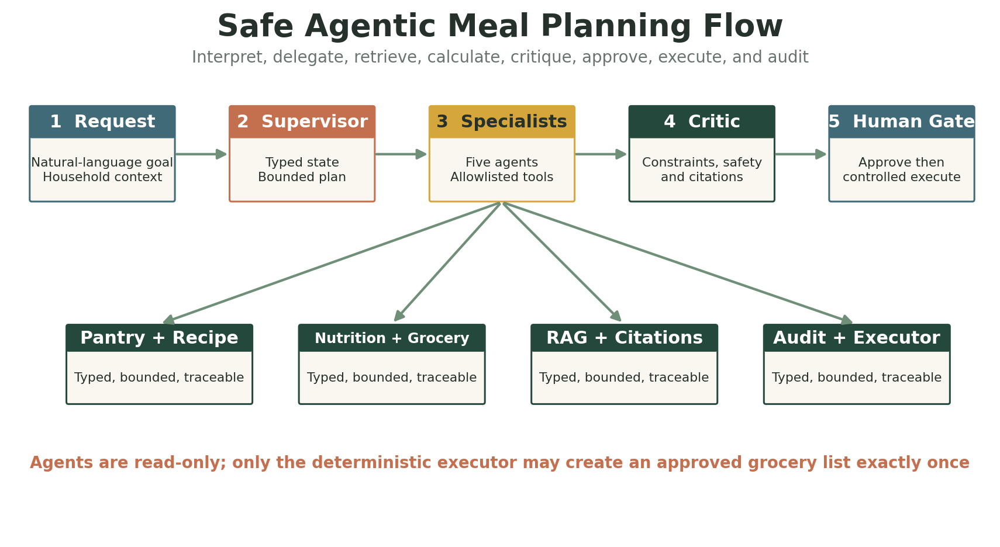 Safe Agentic Meal Planning Flow
Interpret, delegate, retrieve, calculate, critique, approve, execute, and audit
1 Request
Natural-language goal
Household context
2 Supervisor
Typed state
Bounded plan
3 Specialists
Five agents
Allowlisted tools
4 Critic
Constraints, safety
and citations
5 Human Gate
Approve then
controlled execute
Pantry + Recipe
Typed, bounded, traceable
Nutrition + Grocery
Typed, bounded, traceable
RAG + Citations
Typed, bounded, traceable
Audit + Executor
Typed, bounded, traceable
Agents are read-only; only the deterministic executor may create an approved grocery list exactly once